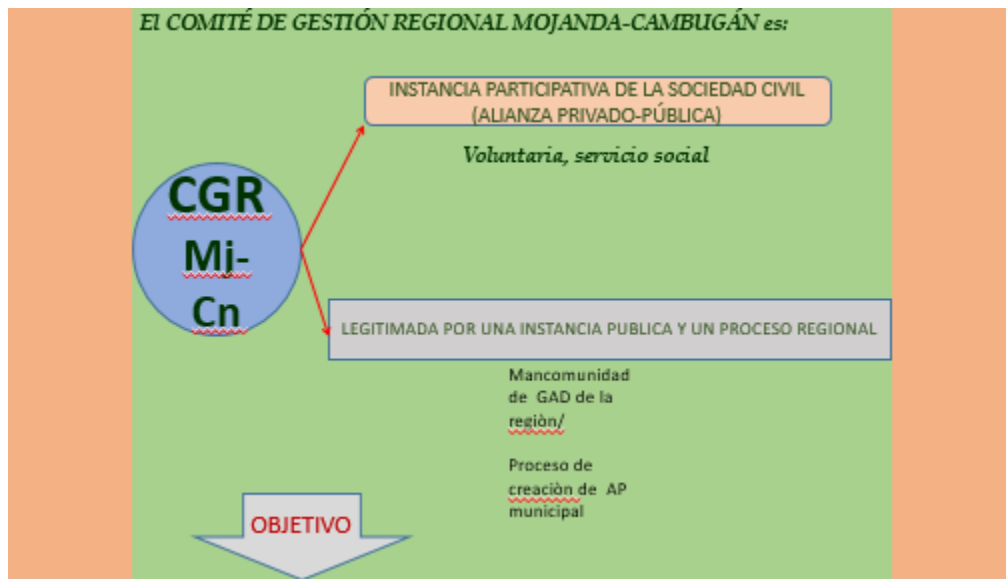 El COMITÉ DE GESTIÓN REGIONAL MOJANDA-CAMBUGÁN es:
INSTANCIA PARTICIPATIVA DE LA SOCIEDAD CIVIL
(ALIANZA PRIVADO-PÚBLICA)
Voluntaria, servicio social
CGR
Mj-
Cn
LEGITIMADA POR UNA INSTANCIA PUBLICA Y UN PROCESO REGIONAL
Mancomunidad
de GAD de la
regiòn/
Proceso de
creaciòn de AP
municipal
OBJETIVO